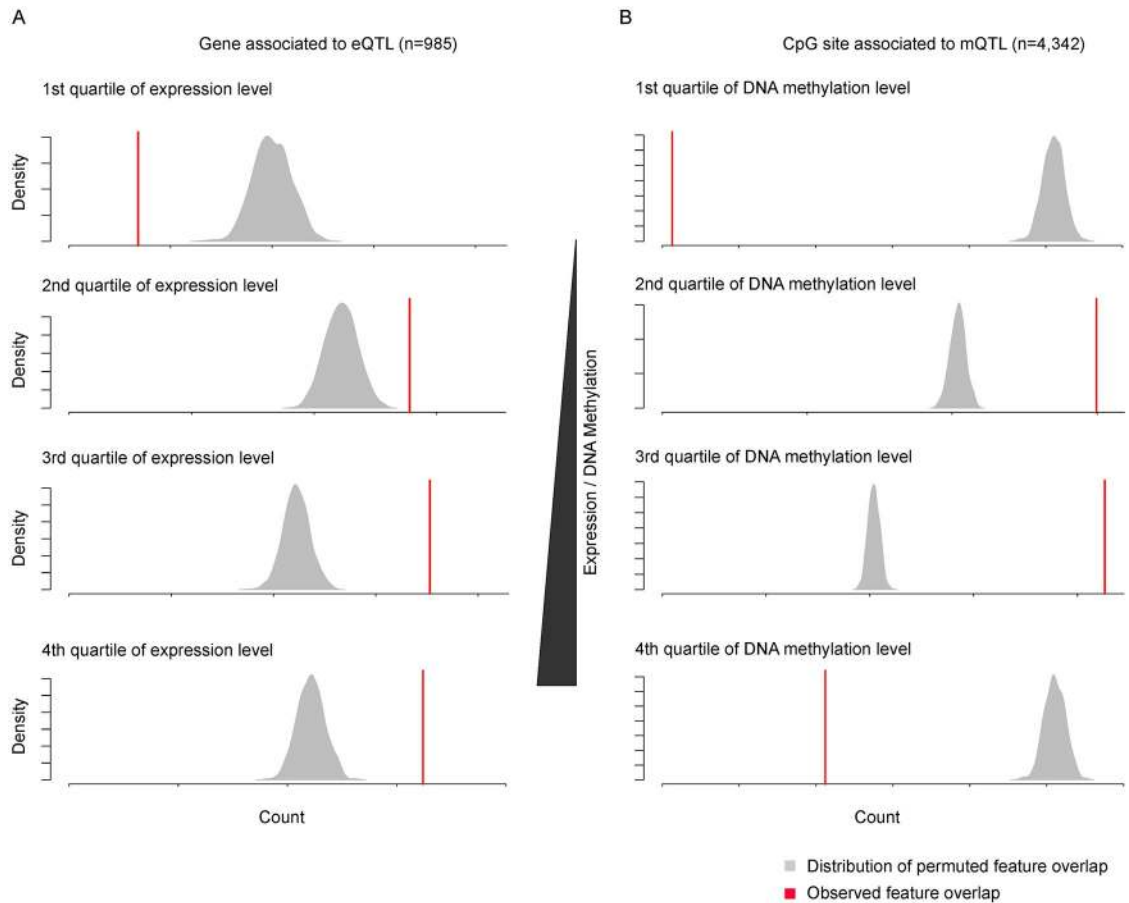 A
Gene associated to eQTL (n=985)
1st quartile of expression level
Density
2nd quartile of expression level
Density
3rd quartile of expression level
Density
4th quartile of expression level
Density
Count
Expression / DNA Methylation
B
CpG site associated to mQTL (n=4,342)
1st quartile of DNA methylation level
2nd quartile of DNA methylation level
3rd quartile of DNA methylation level
4th quartile of DNA methylation level
Count
Distribution of permuted feature overlap
Observed feature overlap